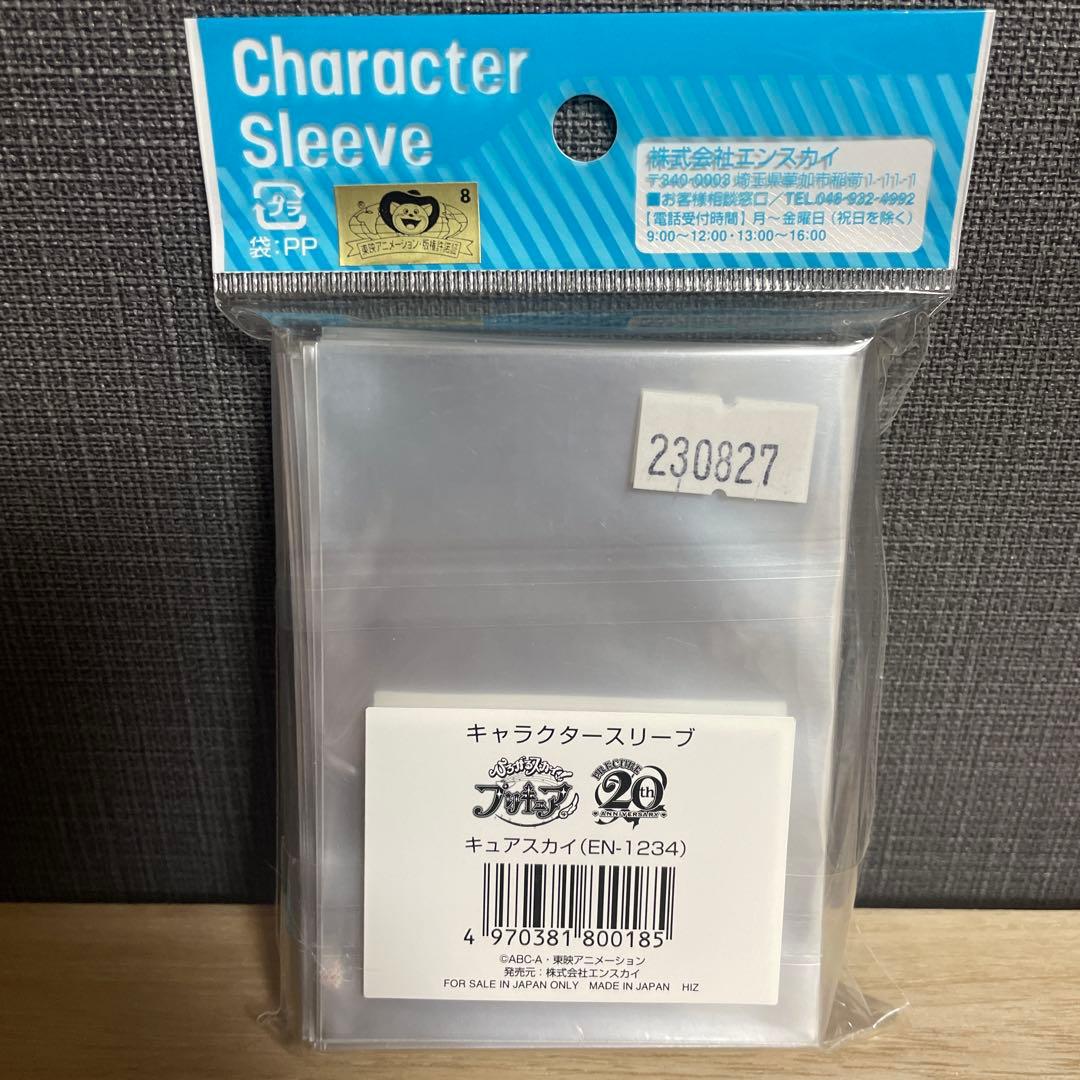 Character
Sleeve
プラ
袋:PP
8
東映アニメーション・版権許諾証
株式会社エンスカイ
〒340-0003 埼玉県草加市稲荷1-11-1
■お客様相談窓口/TEL.048-932-4992
【電話受付時間】月~金曜日(祝日を除く)
9:00~12:00・13:00~16:00
230827
キャラクタースリーブ
ひろがるスカイ!
プリキュア
PRECURE
20th
ANNIVERSARY
キュアスカイ(EN-1234)
4 970381 800185
©ABC-A・東映アニメーション
発売元:株式会社エンスカイ
FOR SALE IN JAPAN ONLY MADE IN JAPAN HIZ